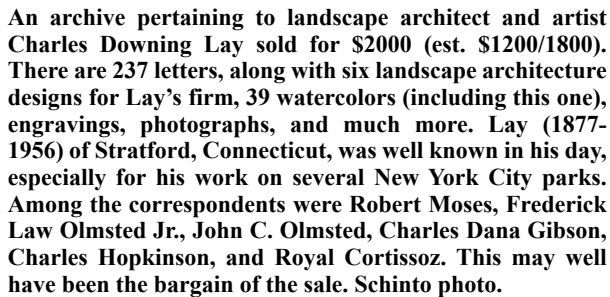 An archive pertaining to landscape architect and artist
Charles Downing Lay sold for $2000 (est. $1200/1800).
There are 237 letters, along with six landscape architecture
designs for Lay’s firm, 39 watercolors (including this one),
engravings, photographs, and much more. Lay (1877-
1956) of Stratford, Connecticut, was well known in his day,
especially for his work on several New York City parks.
Among the correspondents were Robert Moses, Frederick
Law Olmsted Jr., John C. Olmsted, Charles Dana Gibson,
Charles Hopkinson, and Royal Cortissoz. This may well
have been the bargain of the sale. Schinto photo.